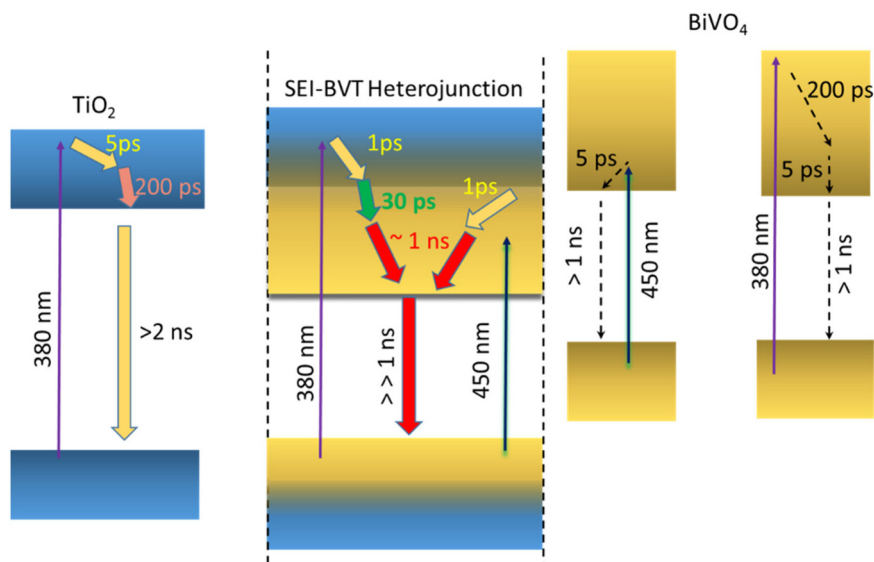 TiO₂
5ps
200 ps
380 nm
>2 ns
SEI-BVT Heterojunction
1ps
1ps
30 ps
~ 1 ns
380 nm
> > 1 ns
450 nm
BiVO₄
5 ps
> 1 ns
450 nm
200 ps
5 ps
380 nm
> 1 ns